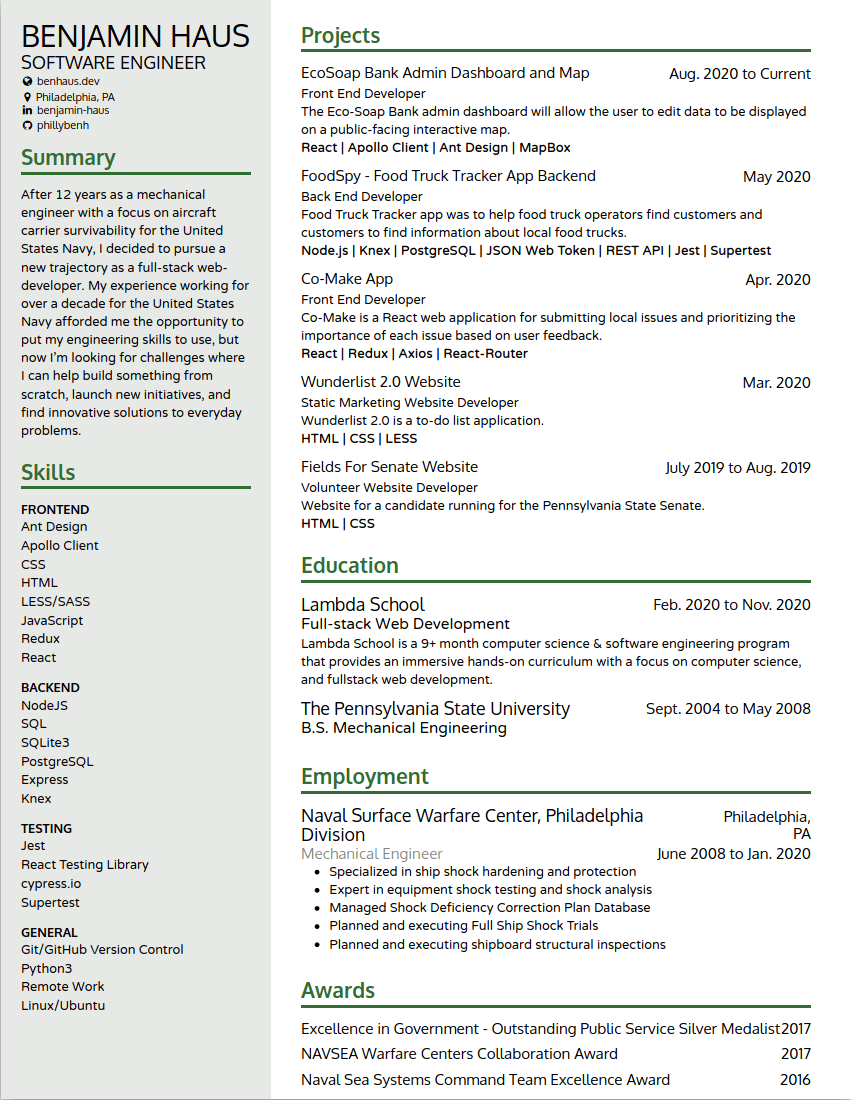 BENJAMIN HAUS
SOFTWARE ENGINEER
benhaus.dev
Philadelphia, PA
benjamin-haus
phillybenh
Summary
After 12 years as a mechanical
engineer with a focus on aircraft
carrier survivability for the United
States Navy, I decided to pursue a
new trajectory as a full-stack web-
developer. My experience working for
over a decade for the United States
Navy afforded me the opportunity to
put my engineering skills to use, but
now I'm looking for challenges where
I can help build something from
scratch, launch new initiatives, and
find innovative solutions to everyday
problems.
Skills
FRONTEND
Ant Design
Apollo Client
CSS
HTML
LESS/SASS
JavaScript
Redux
React
BACKEND
NodeJS
SQL
SQLite3
PostgreSQL
Express
Knex
TESTING
Jest
React Testing Library
cypress.io
Supertest
GENERAL
Git/GitHub Version Control
Python3
Remote Work
Linux/Ubuntu
Projects
EcoSoap Bank Admin Dashboard and Map Aug. 2020 to Current
Front End Developer
The Eco-Soap Bank admin dashboard will allow the user to edit data to be displayed
on a public-facing interactive map.
React | Apollo Client | Ant Design | MapBox
FoodSpy - Food Truck Tracker App Backend May 2020
Back End Developer
Food Truck Tracker app was to help food truck operators find customers and
customers to find information about local food trucks.
Node.js | Knex | PostgreSQL | JSON Web Token | REST API | Jest | Supertest
Co-Make App Apr. 2020
Front End Developer
Co-Make is a React web application for submitting local issues and prioritizing the
importance of each issue based on user feedback.
React | Redux | Axios | React-Router
Wunderlist 2.0 Website Mar. 2020
Static Marketing Website Developer
Wunderlist 2.0 is a to-do list application.
HTML | CSS | LESS
Fields For Senate Website July 2019 to Aug. 2019
Volunteer Website Developer
Website for a candidate running for the Pennsylvania State Senate.
HTML | CSS
Education
Lambda School Feb. 2020 to Nov. 2020
Full-stack Web Development
Lambda School is a 9+ month computer science & software engineering program
that provides an immersive hands-on curriculum with a focus on computer science,
and fullstack web development.
The Pennsylvania State University Sept. 2004 to May 2008
B.S. Mechanical Engineering
Employment
Naval Surface Warfare Center, Philadelphia Philadelphia,
Division PA
Mechanical Engineer June 2008 to Jan. 2020
• Specialized in ship shock hardening and protection
• Expert in equipment shock testing and shock analysis
• Managed Shock Deficiency Correction Plan Database
• Planned and executing Full Ship Shock Trials
• Planned and executing shipboard structural inspections
Awards
Excellence in Government - Outstanding Public Service Silver Medalist2017
NAVSEA Warfare Centers Collaboration Award 2017
Naval Sea Systems Command Team Excellence Award 2016